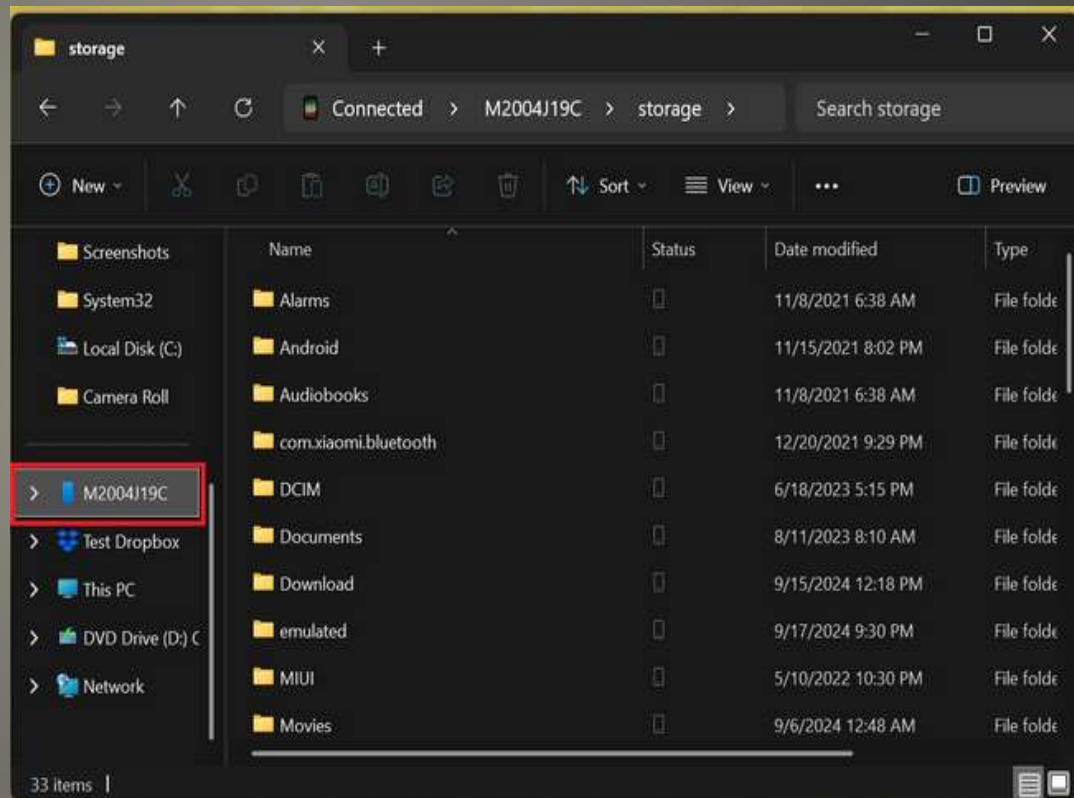 storage
Connected > M2004J19C > storage > Search storage
New Sort View ... Preview
Screenshots
System32
Local Disk (C:)
Camera Roll
M2004J19C
Test Dropbox
This PC
DVD Drive (D:) C
Network
Name Status Date modified Type
Alarms 11/8/2021 6:38 AM File folde
Android 11/15/2021 8:02 PM File folde
Audiobooks 11/8/2021 6:38 AM File folde
com.xiaomi.bluetooth 12/20/2021 9:29 PM File folde
DCIM 6/18/2023 5:15 PM File folde
Documents 8/11/2023 8:10 AM File folde
Download 9/15/2024 12:18 PM File folde
emulated 9/17/2024 9:30 PM File folde
MIUI 5/10/2022 10:30 PM File folde
Movies 9/6/2024 12:48 AM File folde
33 items